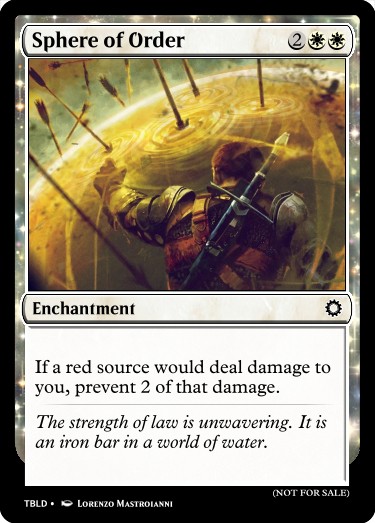 Sphere of Order 2
Enchantment
If a red source would deal damage to
you, prevent 2 of that damage.
The strength of law is unwavering. It is
an iron bar in a world of water.
(NOT FOR SALE)
TBLD • Lorenzo Mastroianni